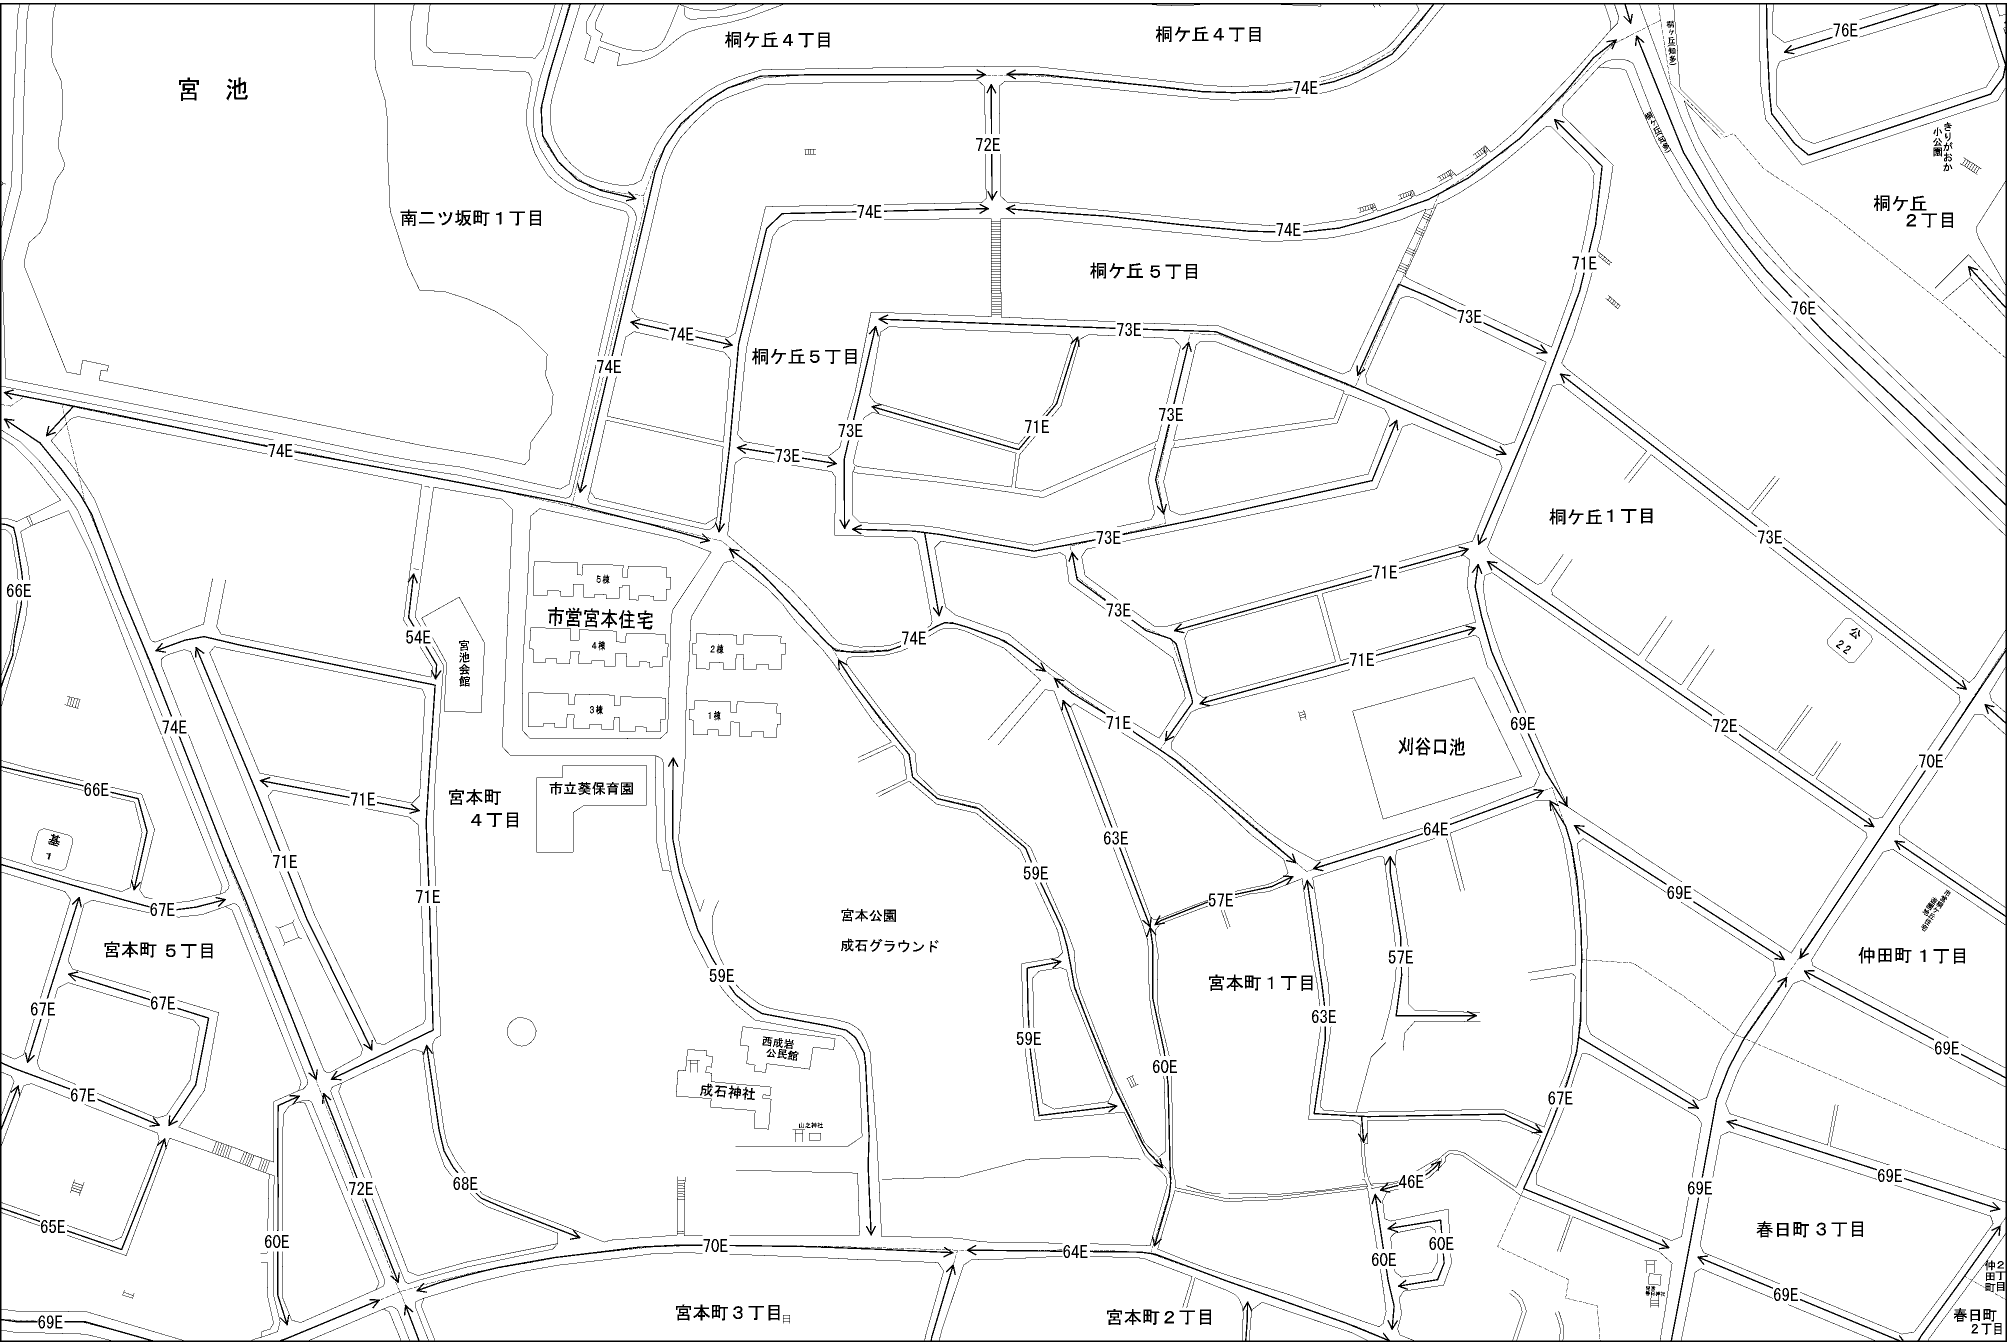 桐ケ丘４丁目
桐ケ丘４丁目
76E
宮　池
74E
72E
きりがおか
小公園
南二ツ坂町１丁目
74E
74E
桐ケ丘
２丁目
桐ケ丘５丁目
71E
76E
74E
桐ケ丘５丁目
73E
73E
74E
73E
73E
71E
74E
73E
桐ケ丘１丁目
73E
73E
71E
66E
5棟
市営宮本住宅
4棟
2棟
3棟
1棟
宮池会館
54E
74E
73E
71E
公
22
74E
71E
69E
72E
刈谷口池
70E
66E
71E
宮本町
４丁目
市立葵保育園
墓
1
71E
71E
63E
64E
59E
69E
57E
67E
宮本公園
成石グラウンド
宮本町５丁目
57E
仲田町１丁目
59E
宮本町１丁目
67E
67E
63E
59E
西成岩
公民館
69E
60E
67E
成石神社
67E
山之神社
68E
72E
46E
69E
69E
65E
60E
70E
64E
60E
60E
春日町３丁目
69E
仲田町
２丁目
69E
宮本町３丁目
宮本町２丁目
春日町
２丁目